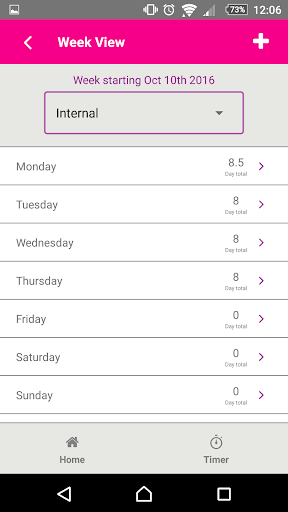 73% 12:06
Week View
Week starting Oct 10th 2016
Internal
Monday 8.5
Day total
Tuesday 8
Day total
Wednesday 8
Day total
Thursday 8
Day total
Friday 0
Day total
Saturday 0
Day total
Sunday 0
Day total
Home Timer